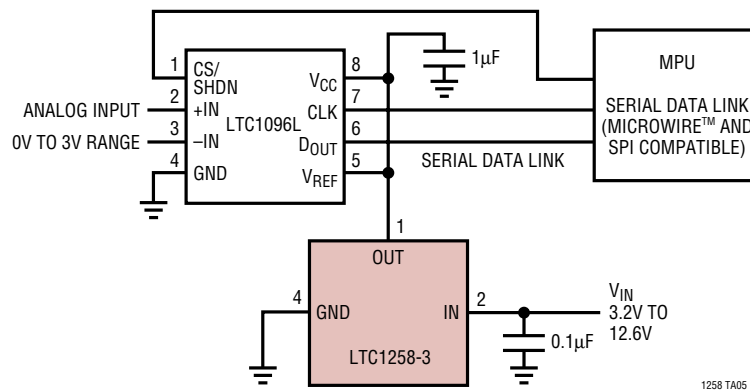 1
CS/
SHDN
8
VCC
1µF
MPU
ANALOG INPUT
2
+IN
CLK
7
LTC1096L
SERIAL DATA LINK
(MICROWIRE™ AND
SPI COMPATIBLE)
0V TO 3V RANGE
3
–IN
DOUT
6
SERIAL DATA LINK
4
GND
VREF
5
1
OUT
4
GND
IN
2
VIN
3.2V TO
12.6V
0.1µF
LTC1258-3
1258 TA05